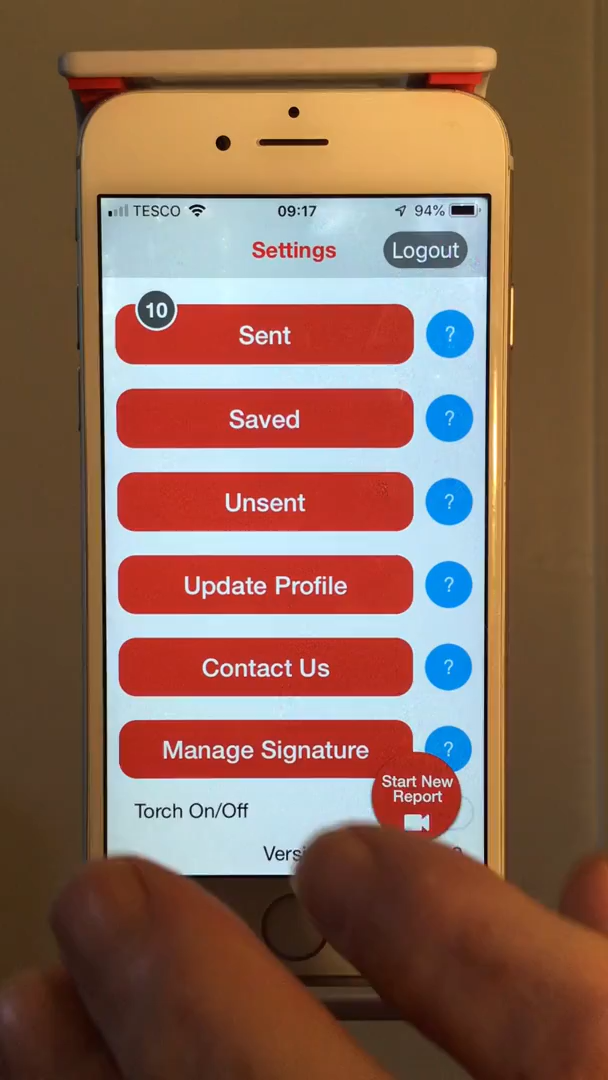 TESCO 09:17 94%
Settings
Logout
10
Sent ?
Saved ?
Unsent ?
Update Profile ?
Contact Us ?
Manage Signature ?
Start New
Report
Torch On/Off